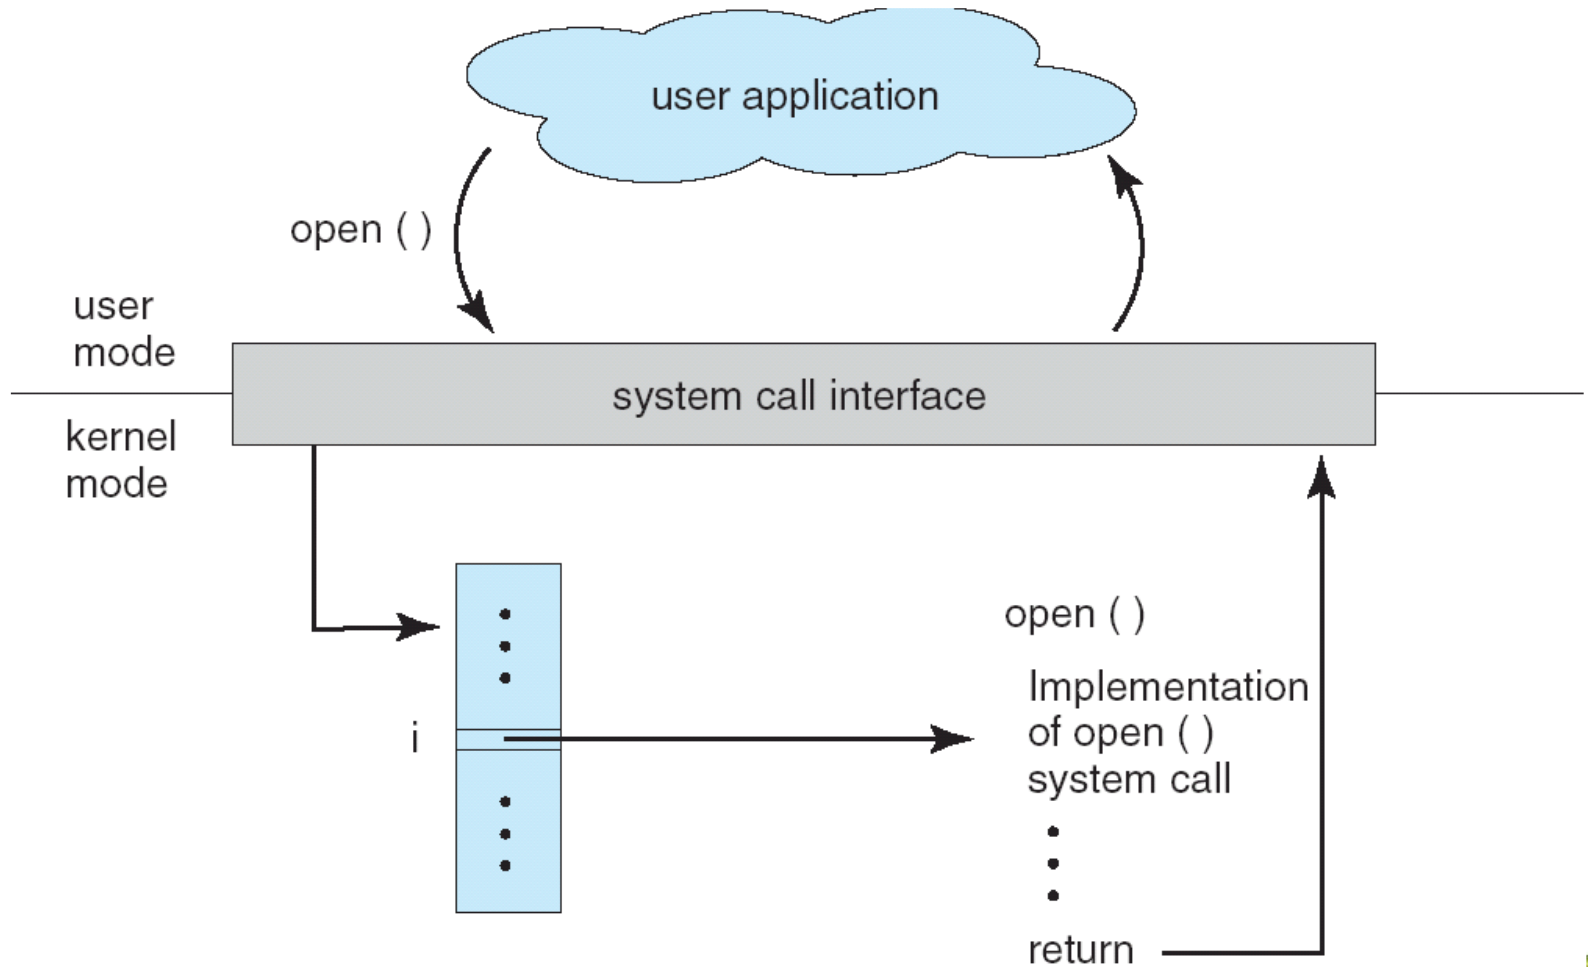 user application
open ( )
user
mode
system call interface
kernel
mode
open ( )
Implementation
of open ( )
system call
i
return